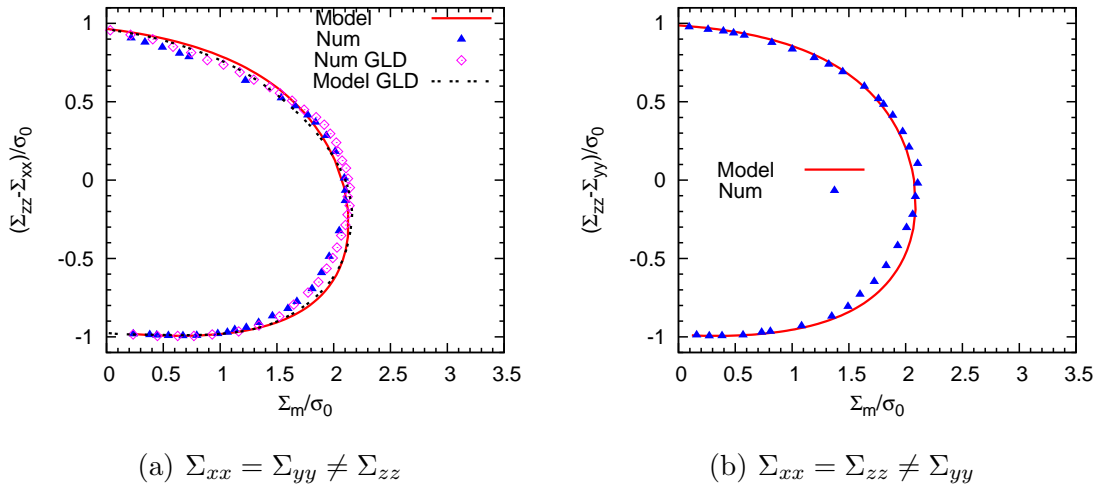 Model
Num
Num GLD
Model GLD
1
0.5
0
-0.5
-1
(Σzz-Σxx)/σ0
0 0.5 1 1.5 2 2.5 3 3.5
Σm/σ0
(a) Σxx = Σyy ≠ Σzz
Model
Num
1
0.5
0
-0.5
-1
(Σzz-Σyy)/σ0
0 0.5 1 1.5 2 2.5 3 3.5
Σm/σ0
(b) Σxx = Σzz ≠ Σyy